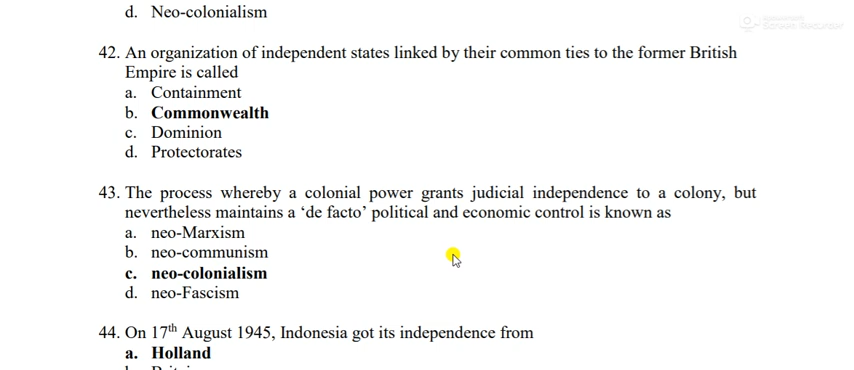 d. Neo-colonialism
42. An organization of independent states linked by their common ties to the former British
Empire is called
a. Containment
b. Commonwealth
c. Dominion
d. Protectorates
43. The process whereby a colonial power grants judicial independence to a colony, but
nevertheless maintains a ‘de facto’ political and economic control is known as
a. neo-Marxism
b. neo-communism
c. neo-colonialism
d. neo-Fascism
44. On 17th August 1945, Indonesia got its independence from
a. Holland